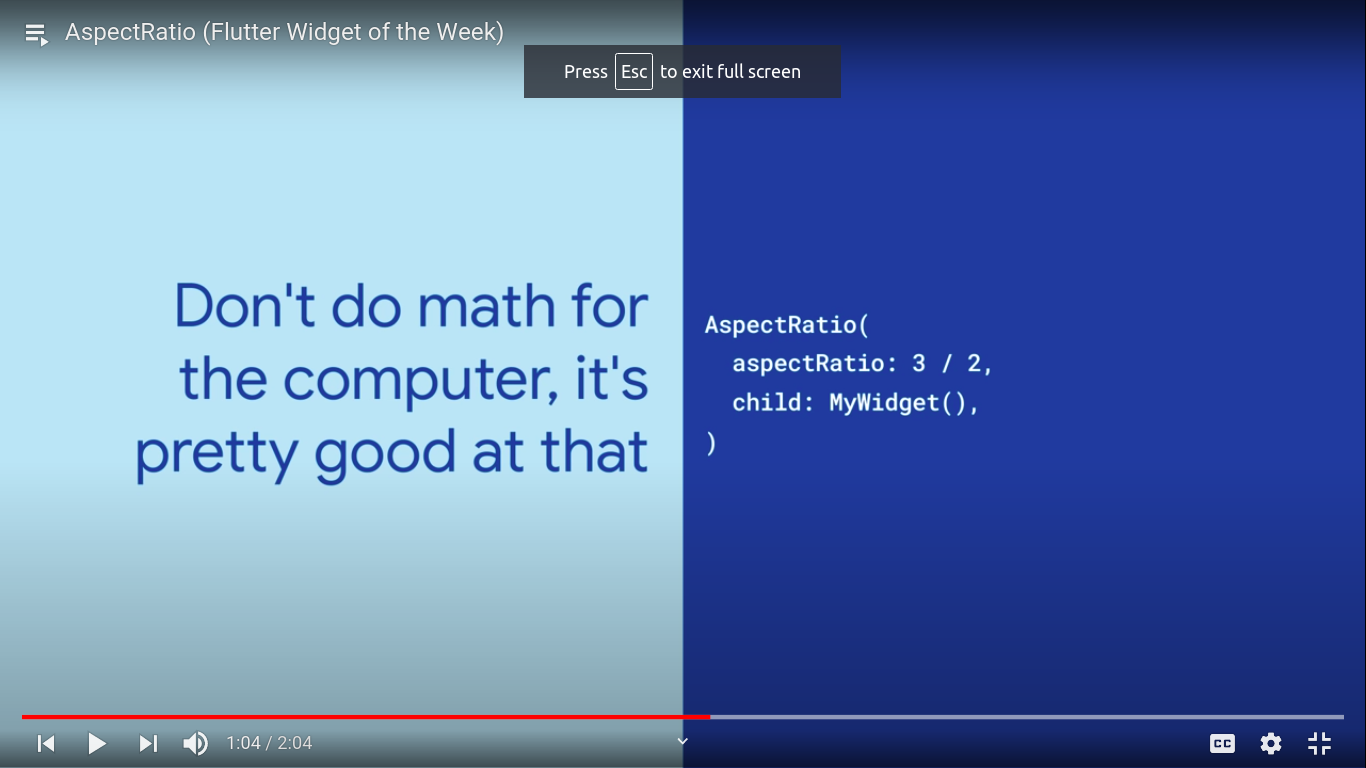 AspectRatio (Flutter Widget of the Week)
Press Esc to exit full screen
Don't do math for
the computer, it's
pretty good at that
AspectRatio(
  aspectRatio: 3 / 2,
  child: MyWidget(),
)
1:04 / 2:04
CC